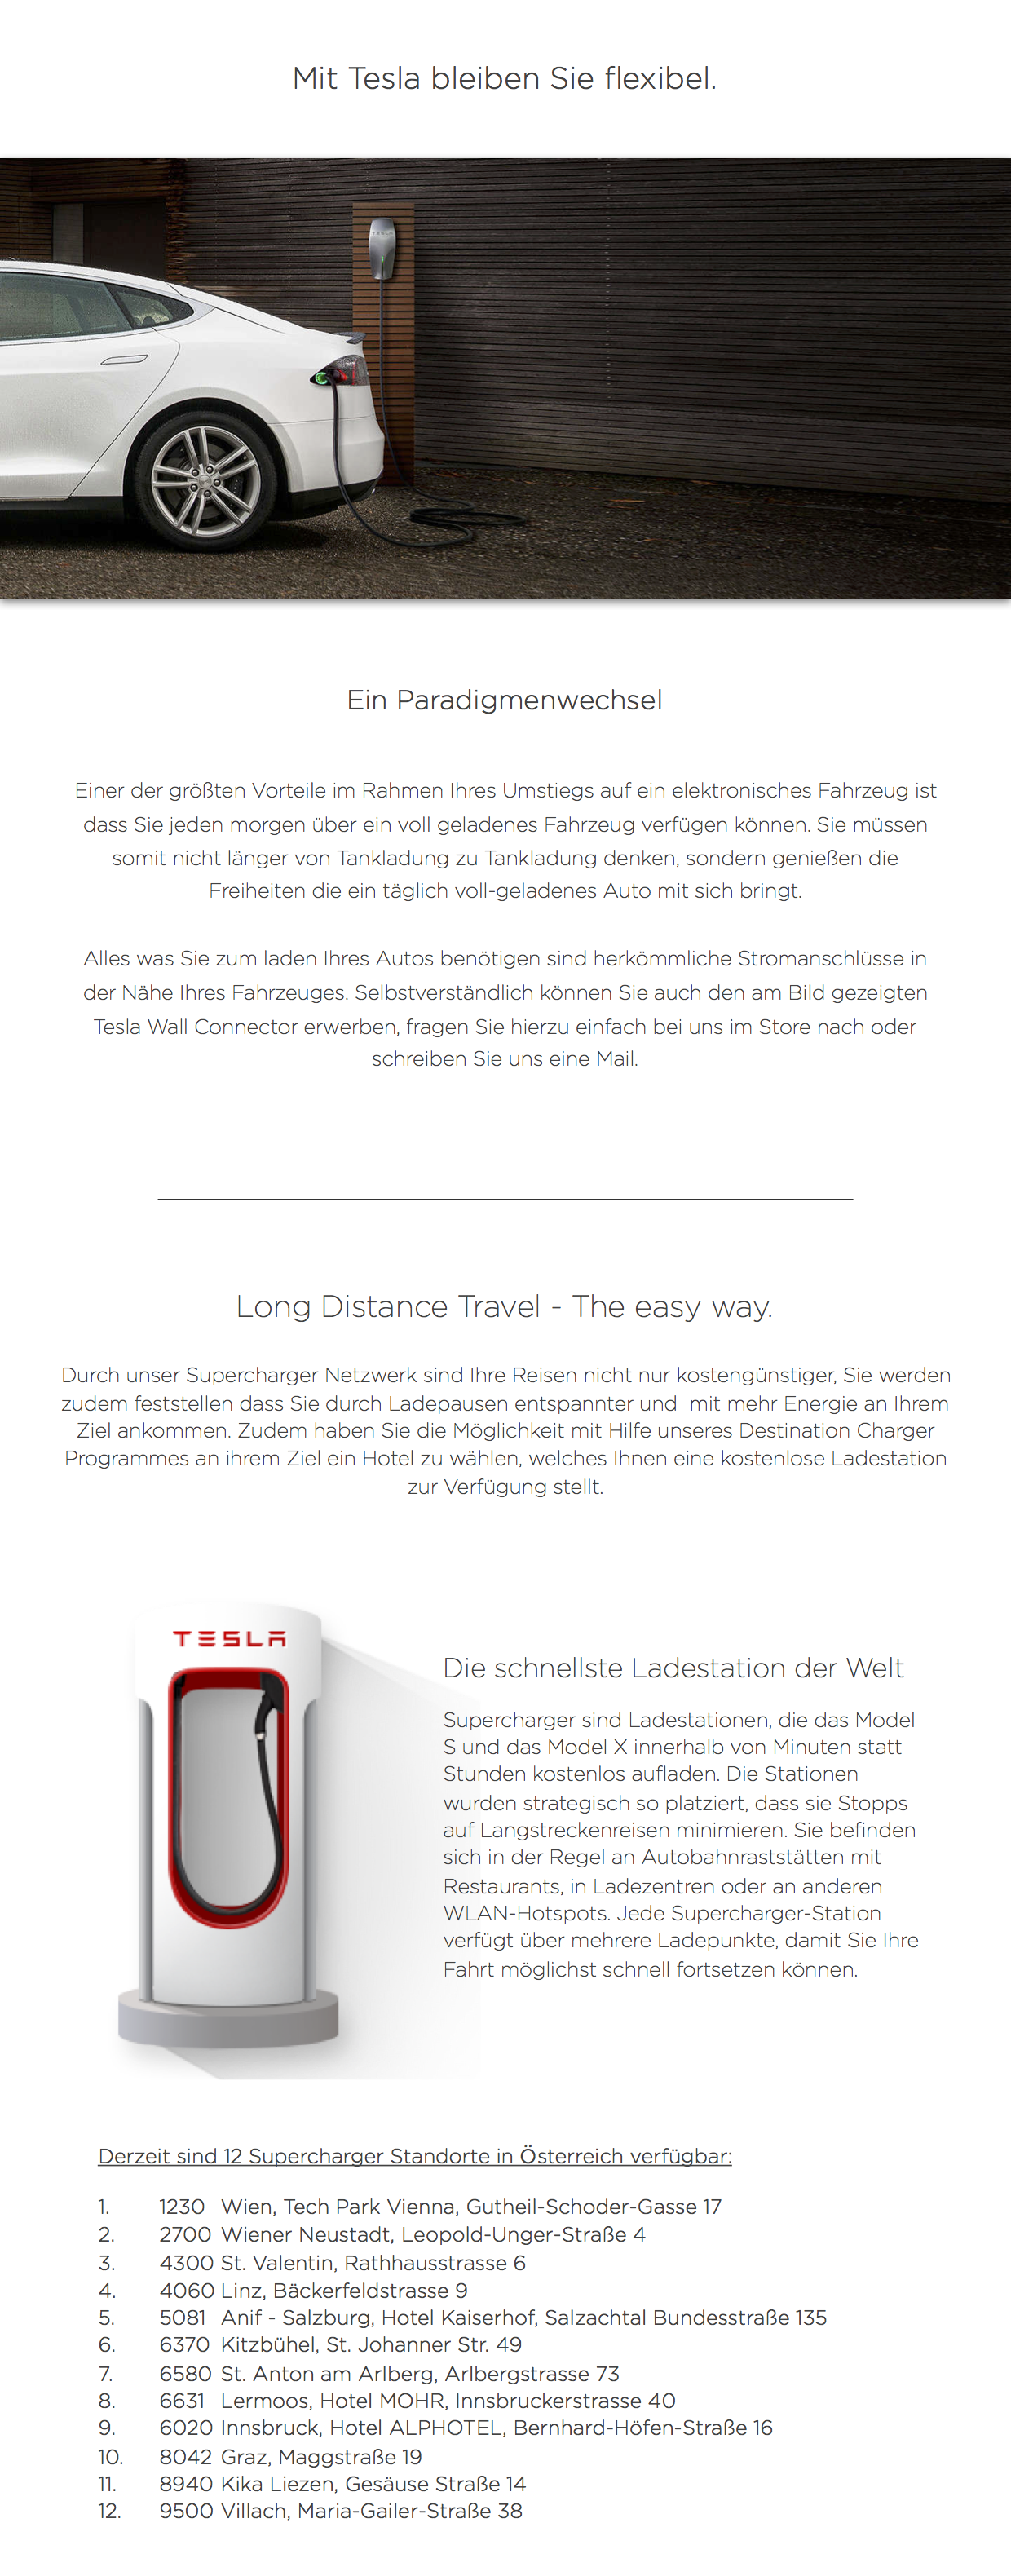 Mit Tesla bleiben Sie flexibel.
TESLA
Ein Paradigmenwechsel
Einer der größten Vorteile im Rahmen Ihres Umstiegs auf ein elektronisches Fahrzeug ist
dass Sie jeden morgen über ein voll geladenes Fahrzeug verfügen können. Sie müssen
somit nicht länger von Tankladung zu Tankladung denken, sondern genießen die
Freiheiten die ein täglich voll-geladenes Auto mit sich bringt.
Alles was Sie zum laden Ihres Autos benötigen sind herkömmliche Stromanschlüsse in
der Nähe Ihres Fahrzeuges. Selbstverständlich können Sie auch den am Bild gezeigten
Tesla Wall Connector erwerben, fragen Sie hierzu einfach bei uns im Store nach oder
schreiben Sie uns eine Mail.
Long Distance Travel - The easy way.
Durch unser Supercharger Netzwerk sind Ihre Reisen nicht nur kostengünstiger, Sie werden
zudem feststellen dass Sie durch Ladepausen entspannter und  mit mehr Energie an Ihrem
Ziel ankommen. Zudem haben Sie die Möglichkeit mit Hilfe unseres Destination Charger
Programmes an ihrem Ziel ein Hotel zu wählen, welches Ihnen eine kostenlose Ladestation
zur Verfügung stellt.
TESLA
Die schnellste Ladestation der Welt
Supercharger sind Ladestationen, die das Model
S und das Model X innerhalb von Minuten statt
Stunden kostenlos aufladen. Die Stationen
wurden strategisch so platziert, dass sie Stopps
auf Langstreckenreisen minimieren. Sie befinden
sich in der Regel an Autobahnraststätten mit
Restaurants, in Ladezentren oder an anderen
WLAN-Hotspots. Jede Supercharger-Station
verfügt über mehrere Ladepunkte, damit Sie Ihre
Fahrt möglichst schnell fortsetzen können.
Derzeit sind 12 Supercharger Standorte in Österreich verfügbar:
1. 1230 Wien, Tech Park Vienna, Gutheil-Schoder-Gasse 17
2. 2700 Wiener Neustadt, Leopold-Unger-Straße 4
3. 4300 St. Valentin, Rathhausstrasse 6
4. 4060 Linz, Bäckerfeldstrasse 9
5. 5081 Anif - Salzburg, Hotel Kaiserhof, Salzachtal Bundesstraße 135
6. 6370 Kitzbühel, St. Johanner Str. 49
7. 6580 St. Anton am Arlberg, Arlbergstrasse 73
8. 6631 Lermoos, Hotel MOHR, Innsbruckerstrasse 40
9. 6020 Innsbruck, Hotel ALPHOTEL, Bernhard-Höfen-Straße 16
10. 8042 Graz, Maggstraße 19
11. 8940 Kika Liezen, Gesäuse Straße 14
12. 9500 Villach, Maria-Gailer-Straße 38